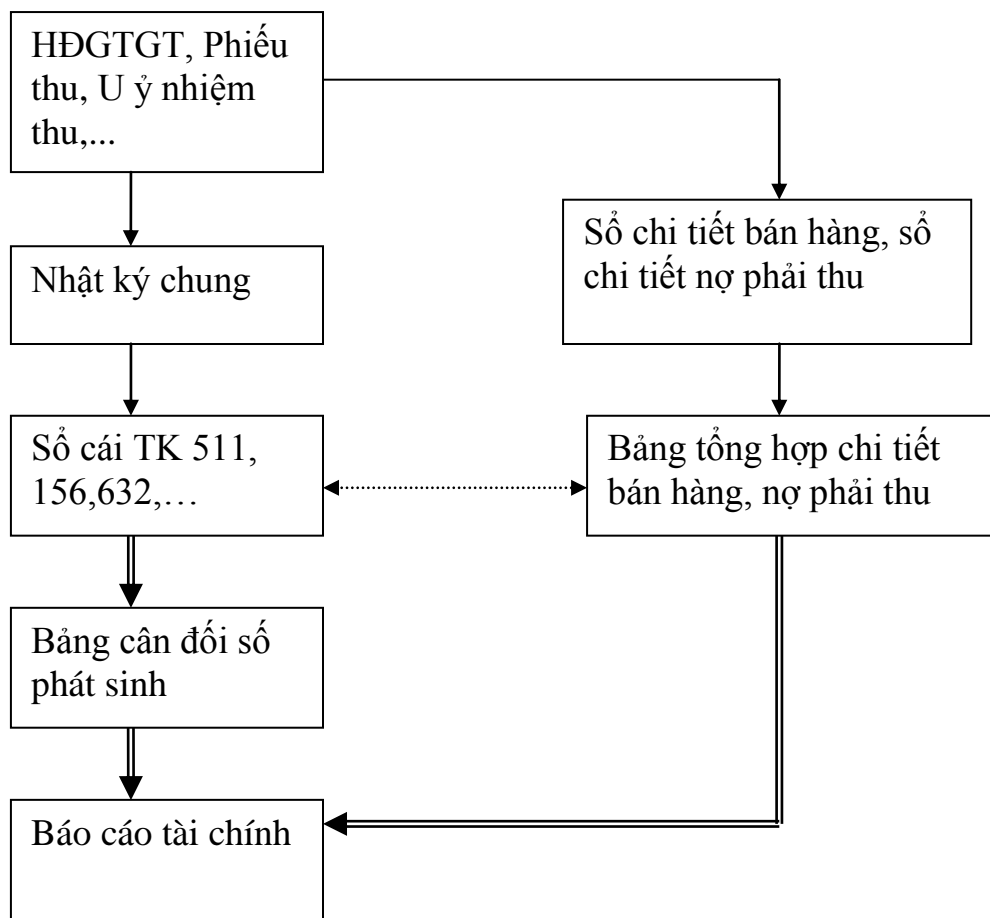 HĐGTGT, Phiếu
thu, U ỷ nhiệm
thu,...
Nhật ký chung
Sổ chi tiết bán hàng, sổ
chi tiết nợ phải thu
Sổ cái TK 511,
156,632,…
Bảng tổng hợp chi tiết
bán hàng, nợ phải thu
Bảng cân đối số
phát sinh
Báo cáo tài chính